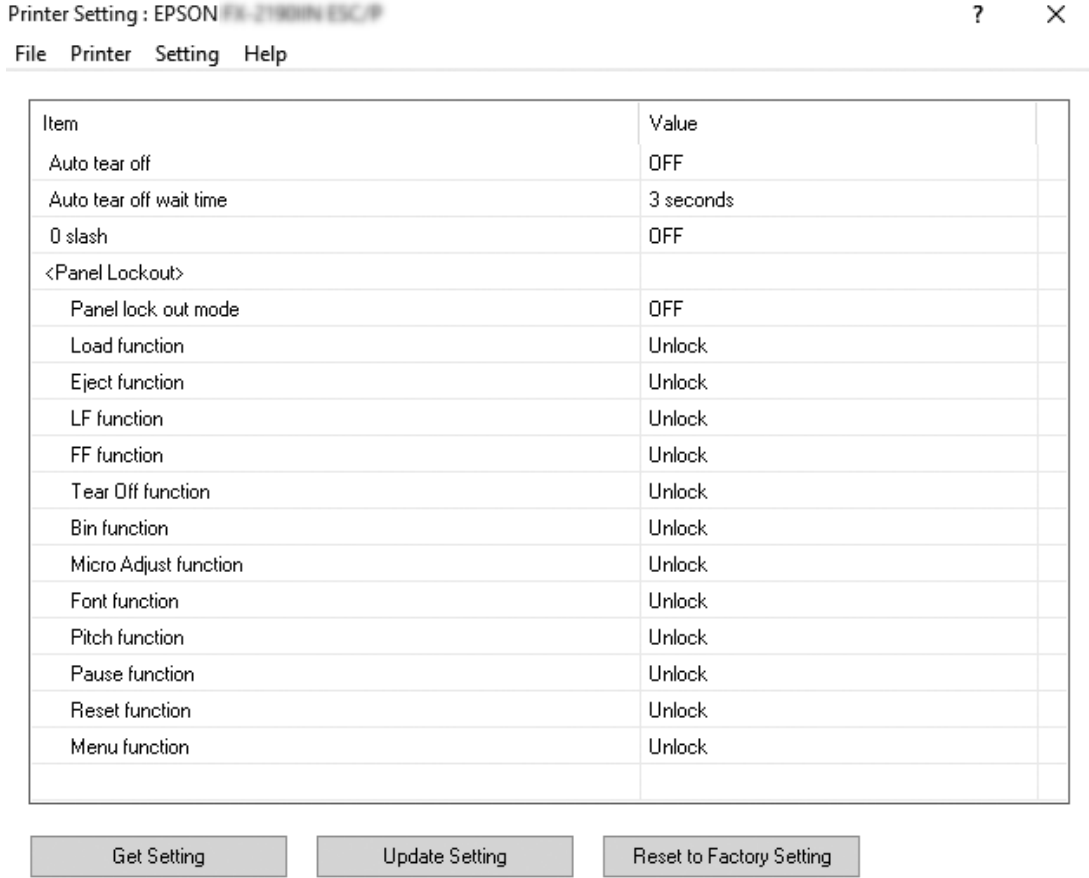 Printer Setting : EPSON
? ×
File Printer Setting Help
Item Value
Auto tear off OFF
Auto tear off wait time 3 seconds
0 slash OFF
<Panel Lockout>
Panel lock out mode OFF
Load function Unlock
Eject function Unlock
LF function Unlock
FF function Unlock
Tear Off function Unlock
Bin function Unlock
Micro Adjust function Unlock
Font function Unlock
Pitch function Unlock
Pause function Unlock
Reset function Unlock
Menu function Unlock
Get Setting Update Setting Reset to Factory Setting